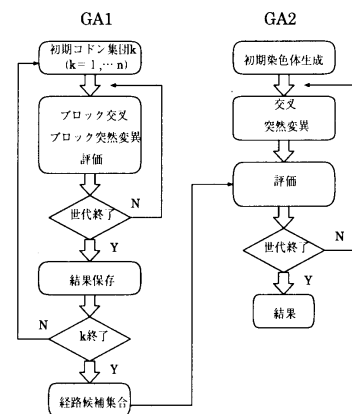 GA1
初期コドン集団k
(k=1,…n)
ブロック交叉
ブロック突然変異
評価
世代終了
N
Y
結果保存
N
k終了
Y
経路候補集合
GA2
初期染色体生成
交叉
突然変異
評価
世代終了
N
Y
結果